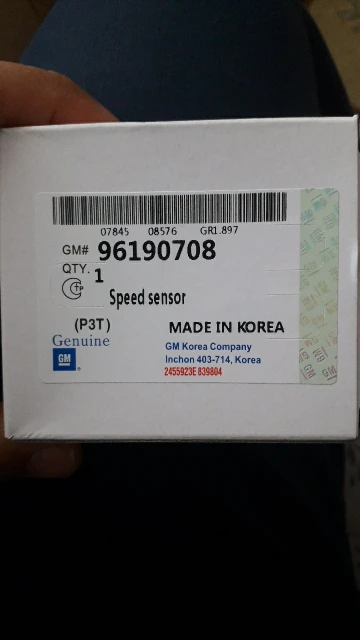 07845 08576 GR1.897
GM# 96190708
QTY. 1
Speed sensor
(P3T) MADE IN KOREA
Genuine
GM
GM Korea Company
Inchon 403-714, Korea
2455923E 839804